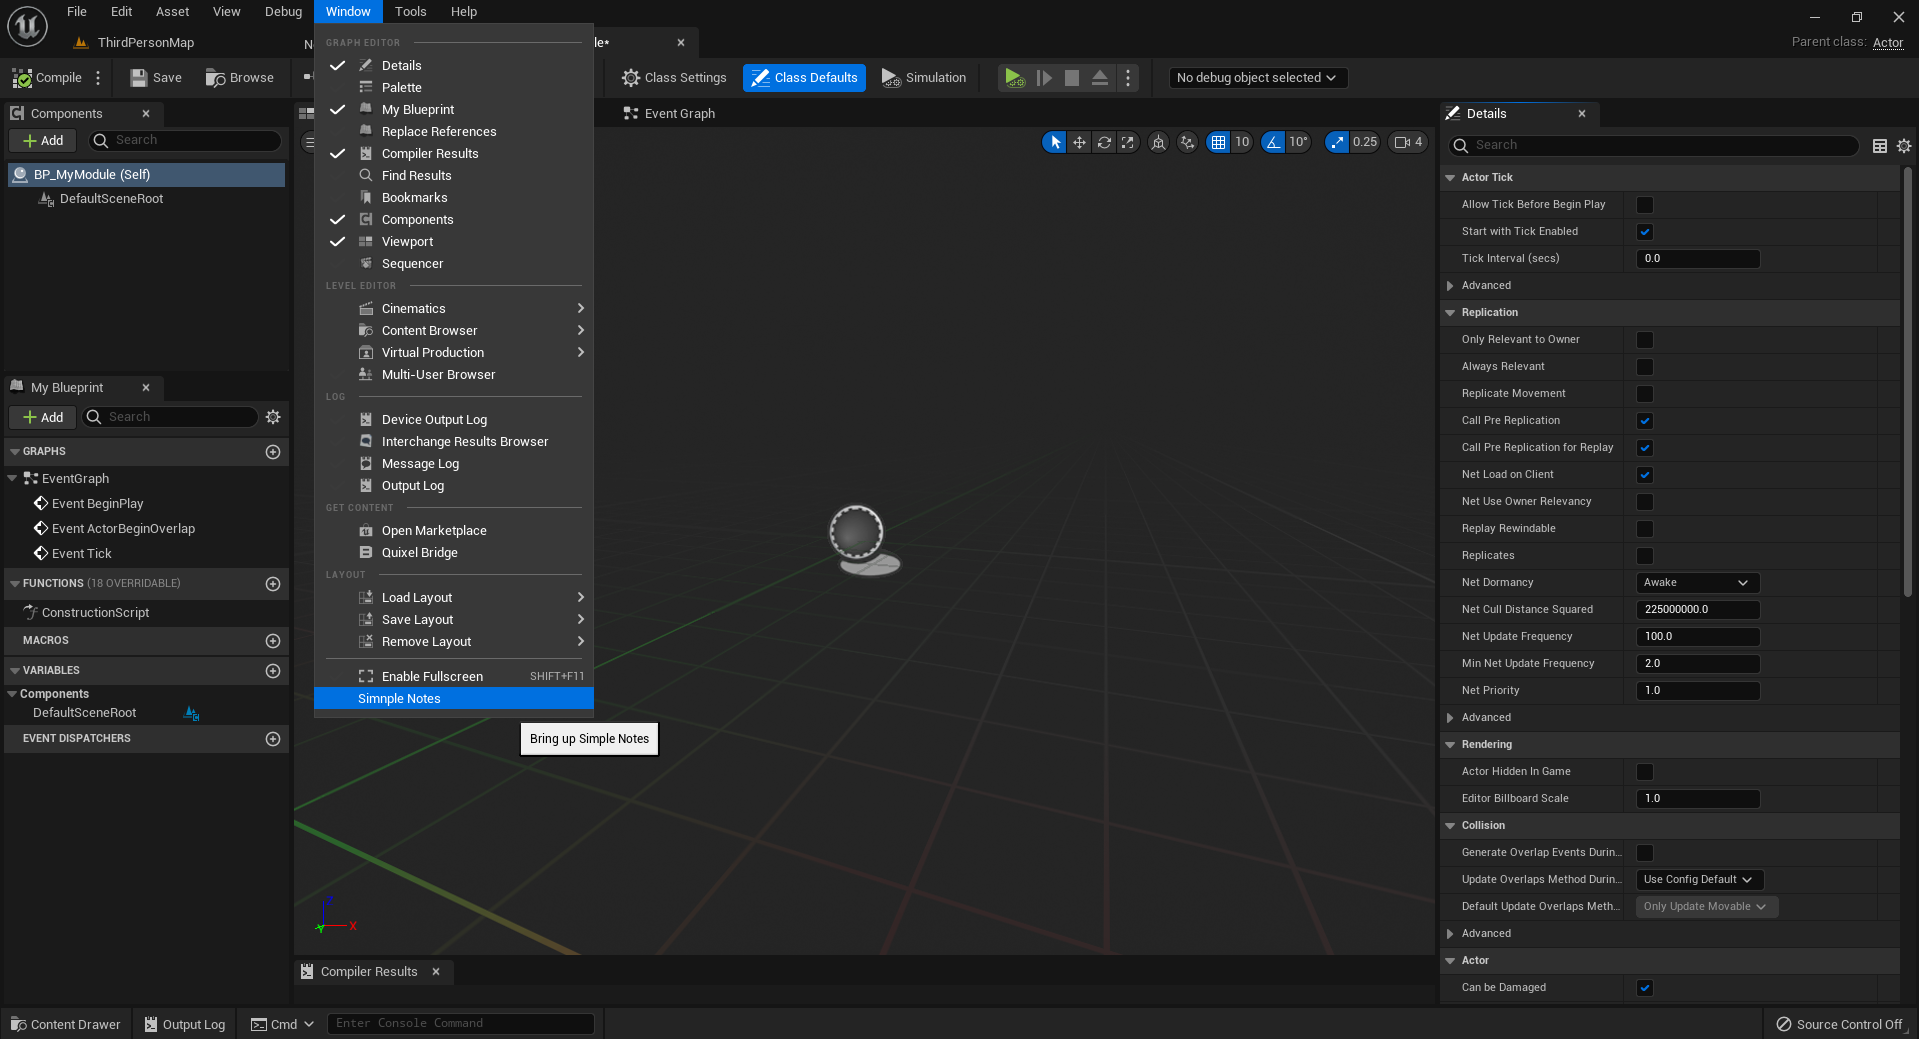 File Edit Asset View Debug Window Tools Help
ThirdPersonMap
le*
Parent class: Actor
Compile Save Browse
Class Settings Class Defaults Simulation
No debug object selected
Components
Add Search
BP_MyModule (Self)
DefaultSceneRoot
My Blueprint
Add Search
GRAPHS
EventGraph
Event BeginPlay
Event ActorBeginOverlap
Event Tick
FUNCTIONS (18 OVERRIDABLE)
ConstructionScript
MACROS
VARIABLES
Components
DefaultSceneRoot
EVENT DISPATCHERS
GRAPH EDITOR
Details
Palette
My Blueprint
Replace References
Compiler Results
Find Results
Bookmarks
Components
Viewport
Sequencer
LEVEL EDITOR
Cinematics
Content Browser
Virtual Production
Multi-User Browser
LOG
Device Output Log
Interchange Results Browser
Message Log
Output Log
GET CONTENT
Open Marketplace
Quixel Bridge
LAYOUT
Load Layout
Save Layout
Remove Layout
Enable Fullscreen SHIFT+F11
Simnple Notes
Bring up Simple Notes
Event Graph
10 10° 0.25 4
Z
Y X
Compiler Results
Details
Search
Actor Tick
Allow Tick Before Begin Play
Start with Tick Enabled
Tick Interval (secs) 0.0
Advanced
Replication
Only Relevant to Owner
Always Relevant
Replicate Movement
Call Pre Replication
Call Pre Replication for Replay
Net Load on Client
Net Use Owner Relevancy
Replay Rewindable
Replicates
Net Dormancy Awake
Net Cull Distance Squared 225000000.0
Net Update Frequency 100.0
Min Net Update Frequency 2.0
Net Priority 1.0
Advanced
Rendering
Actor Hidden In Game
Editor Billboard Scale 1.0
Collision
Generate Overlap Events Durin...
Update Overlaps Method Durin... Use Config Default
Default Update Overlaps Meth... Only Update Movable
Advanced
Actor
Can be Damaged
Content Drawer Output Log Cmd Enter Console Command
Source Control Off